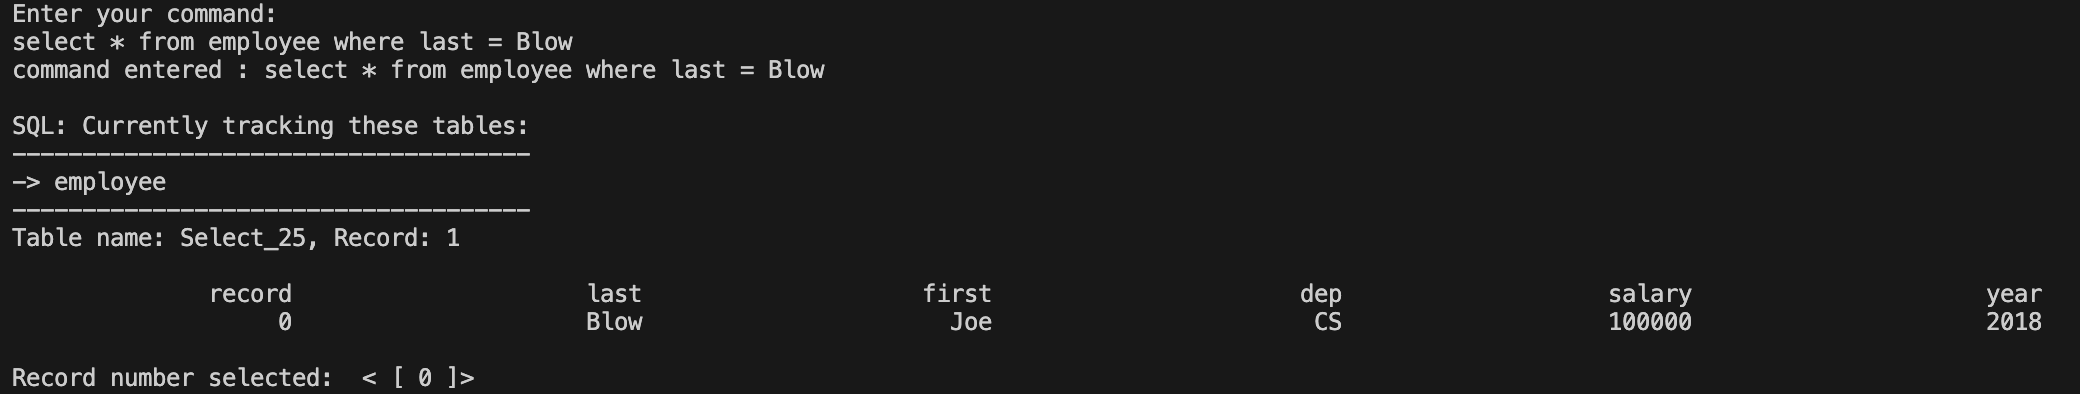 Enter your command:
select * from employee where last = Blow
command entered : select * from employee where last = Blow
SQL: Currently tracking these tables:
-------------------------------------
-> employee
-------------------------------------
Table name: Select_25, Record: 1
record last first dep salary year
0 Blow Joe CS 100000 2018
Record number selected:  < [ 0 ]>